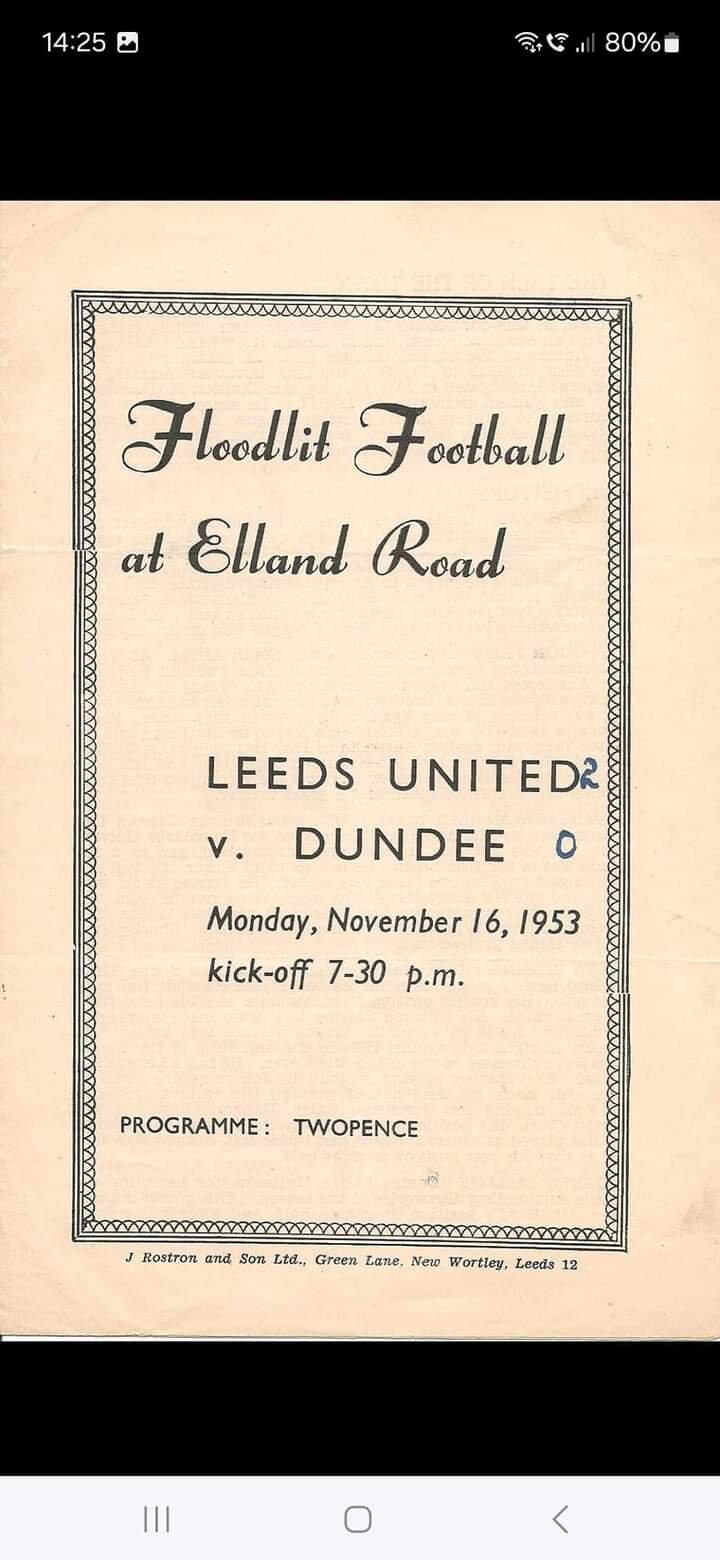 14:25
80%
Floodlit Football
at Elland Road
LEEDS UNITED 2
v. DUNDEE 0
Monday, November 16, 1953
kick-off 7-30 p.m.
PROGRAMME: TWOPENCE
J Rostron and Son Ltd., Green Lane, New Wortley, Leeds 12